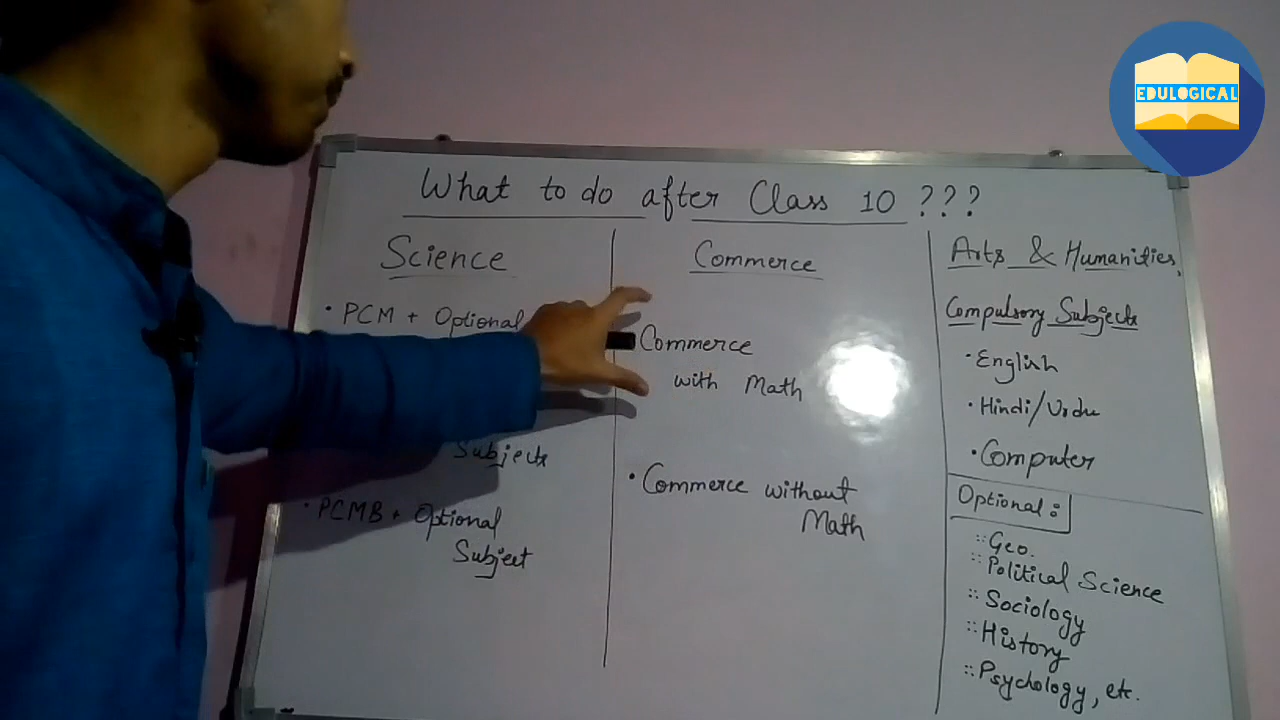 EDULOGICAL
What to do after Class 10 ???
Science
• PCM + Optional
Subjects
• PCMB + Optional
Subject
Commerce
Commerce
with Math
• Commerce without
Math
Arts & Humanities
Compulsory Subjects
• English
• Hindi/Urdu
• Computer
Optional :
:: Geo.
:: Political Science
:: Sociology
:: History
:: Psychology, etc.